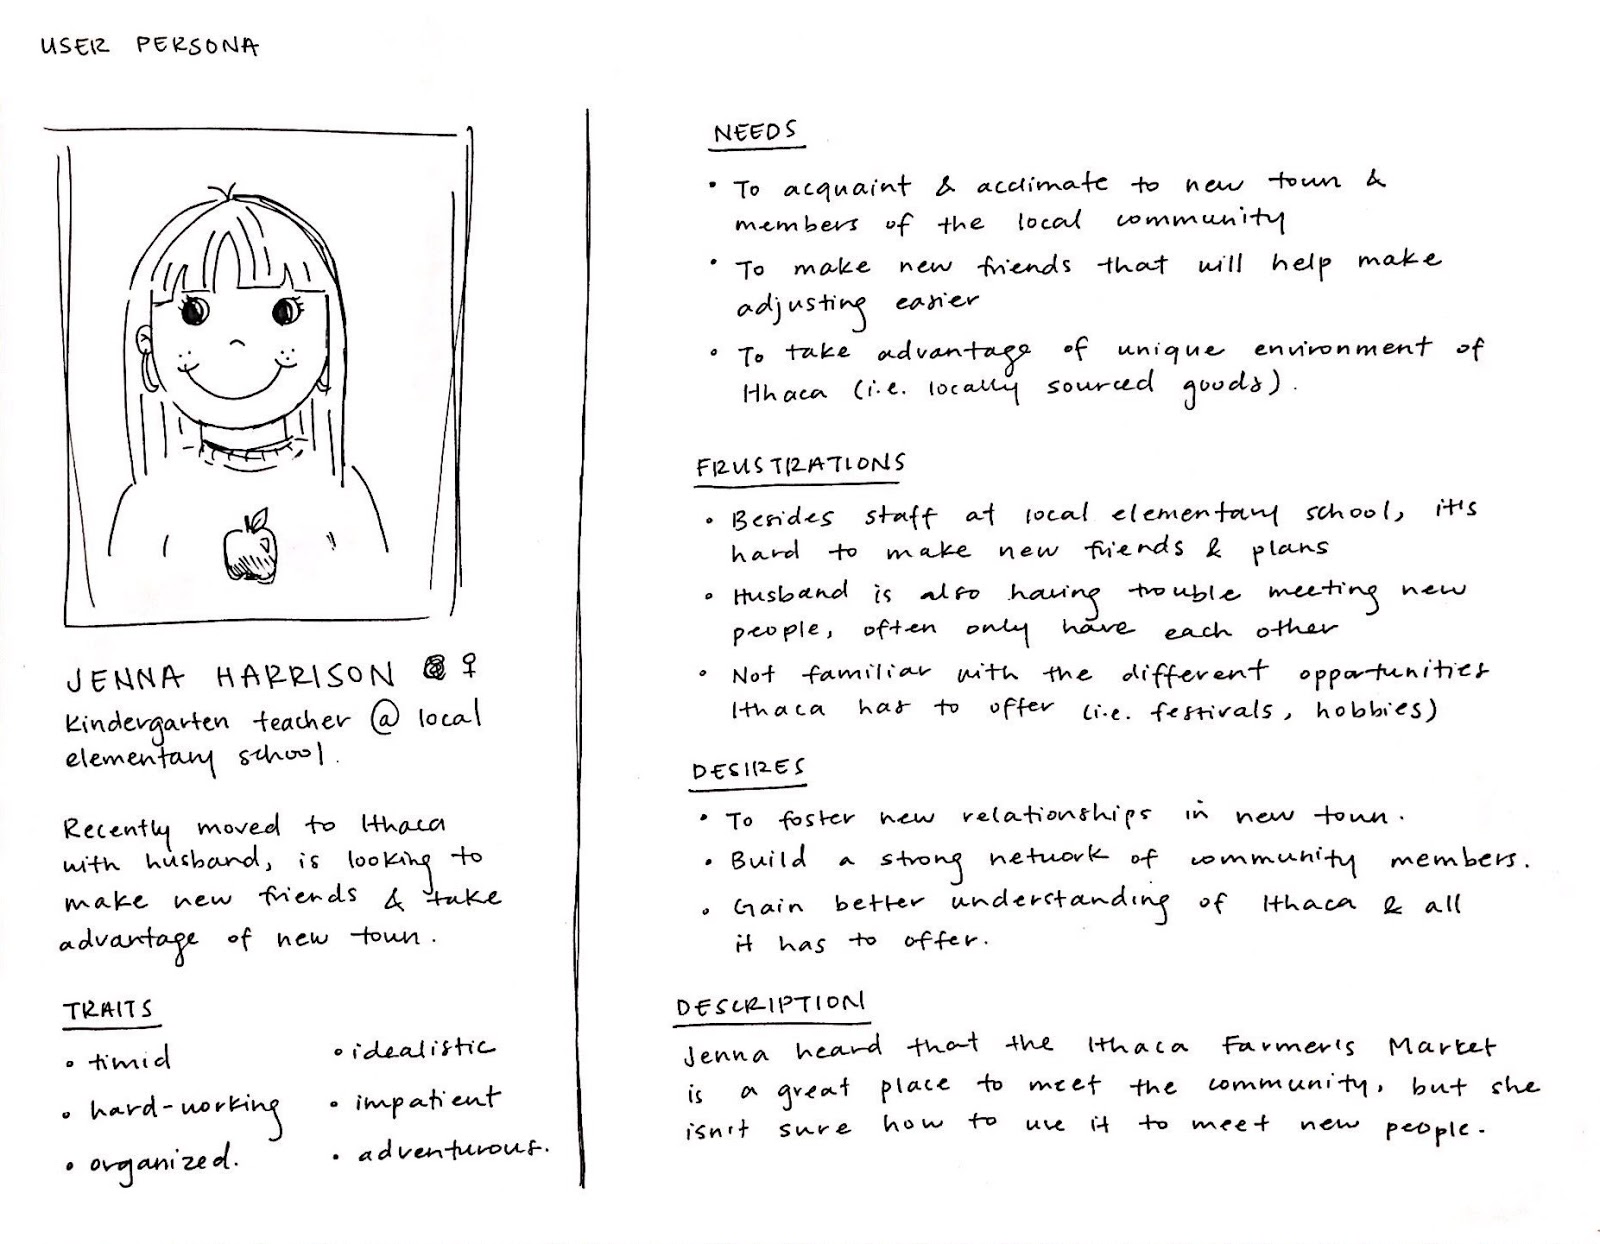 USER PERSONA
JENNA HARRISON ♀
Kindergarten teacher @ local
elementary school.
Recently moved to Ithaca
with husband, is looking to
make new friends & take
advantage of new town.
TRAITS
• timid
• hard-working
• organized.
• idealistic
• impatient
• adventurous.
NEEDS
• To acquaint & acclimate to new town &
members of the local community
• To make new friends that will help make
adjusting easier
• To take advantage of unique environment of
Ithaca (i.e. locally sourced goods).
FRUSTRATIONS
• Besides staff at local elementary school, it's
hard to make new friends & plans
• Husband is also having trouble meeting new
people, often only have each other
• Not familiar with the different opportunities
Ithaca has to offer (i.e. festivals, hobbies)
DESIRES
• To foster new relationships in new town.
• Build a strong network of community members.
• Gain better understanding of Ithaca & all
it has to offer.
DESCRIPTION
Jenna heard that the Ithaca Farmer's Market
is a great place to meet the community, but she
isn't sure how to use it to meet new people.